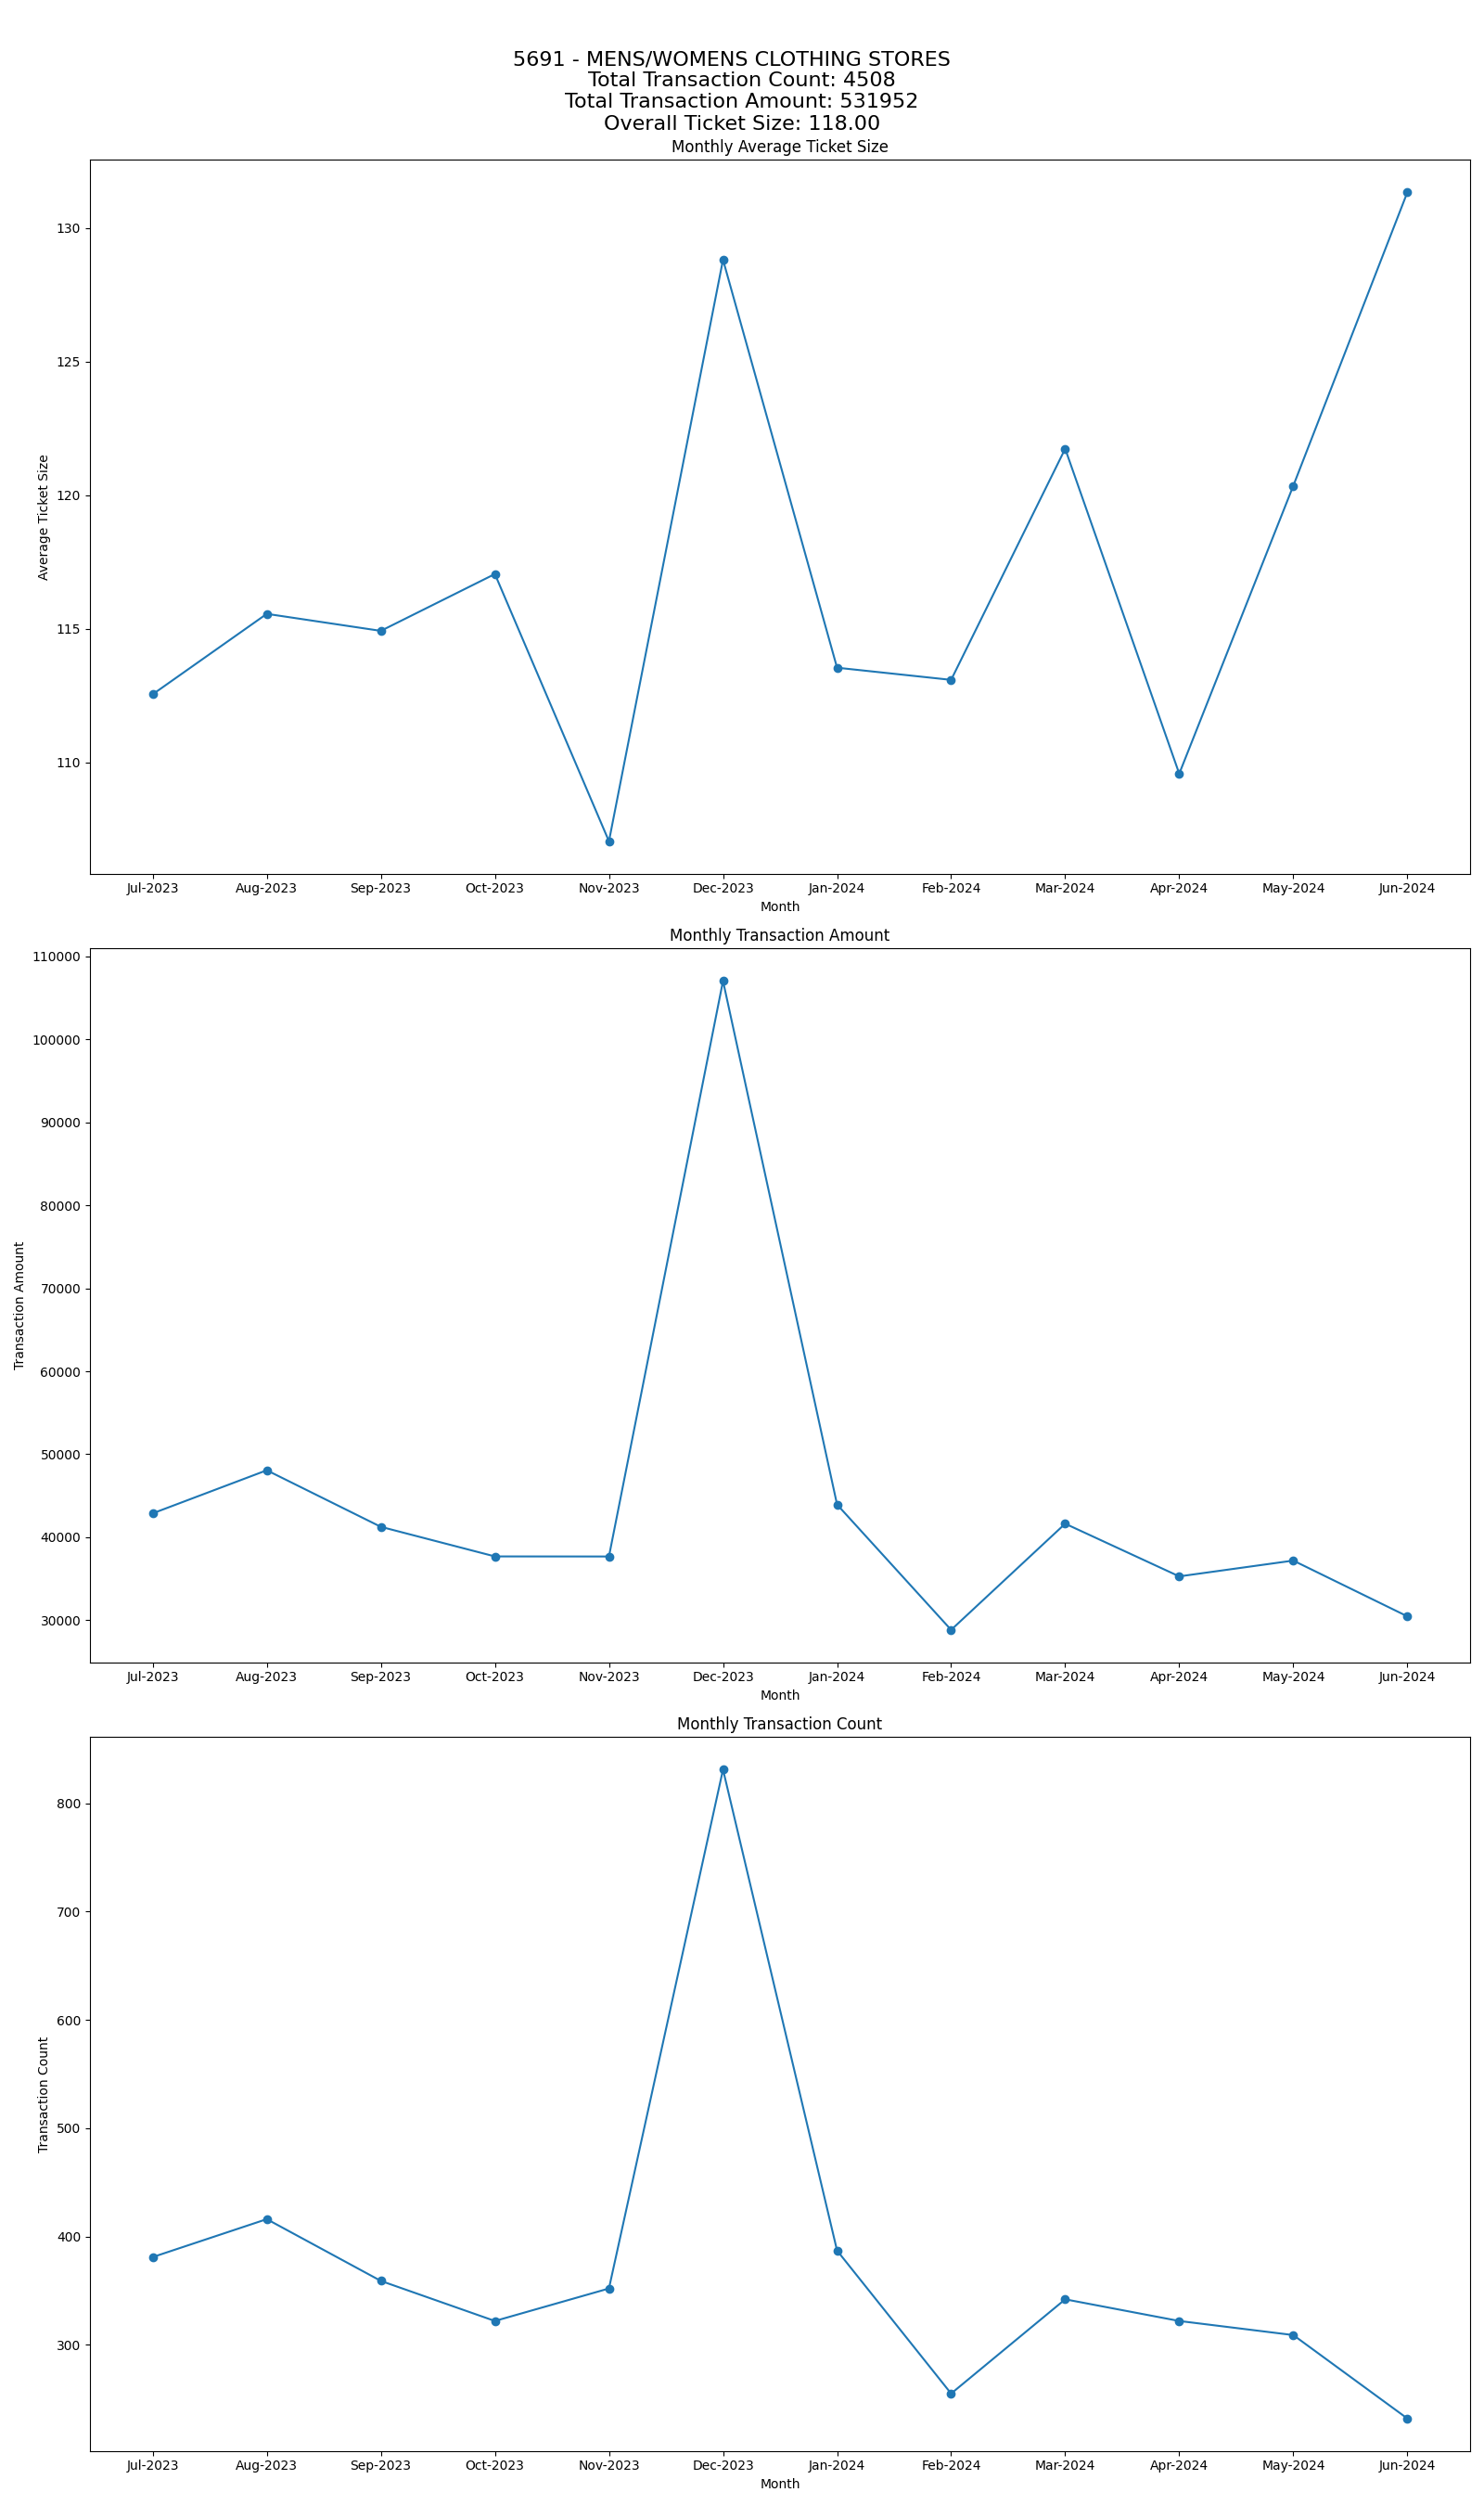 5691 - MENS/WOMENS CLOTHING STORES
Total Transaction Count: 4508
Total Transaction Amount: 531952
Overall Ticket Size: 118.00
Monthly Average Ticket Size
130
125
120
115
110
Average Ticket Size
Jul-2023 Aug-2023 Sep-2023 Oct-2023 Nov-2023 Dec-2023 Jan-2024 Feb-2024 Mar-2024 Apr-2024 May-2024 Jun-2024
Month
Monthly Transaction Amount
110000
100000
90000
80000
70000
60000
50000
40000
30000
Transaction Amount
Jul-2023 Aug-2023 Sep-2023 Oct-2023 Nov-2023 Dec-2023 Jan-2024 Feb-2024 Mar-2024 Apr-2024 May-2024 Jun-2024
Month
Monthly Transaction Count
800
700
600
500
400
300
Transaction Count
Jul-2023 Aug-2023 Sep-2023 Oct-2023 Nov-2023 Dec-2023 Jan-2024 Feb-2024 Mar-2024 Apr-2024 May-2024 Jun-2024
Month